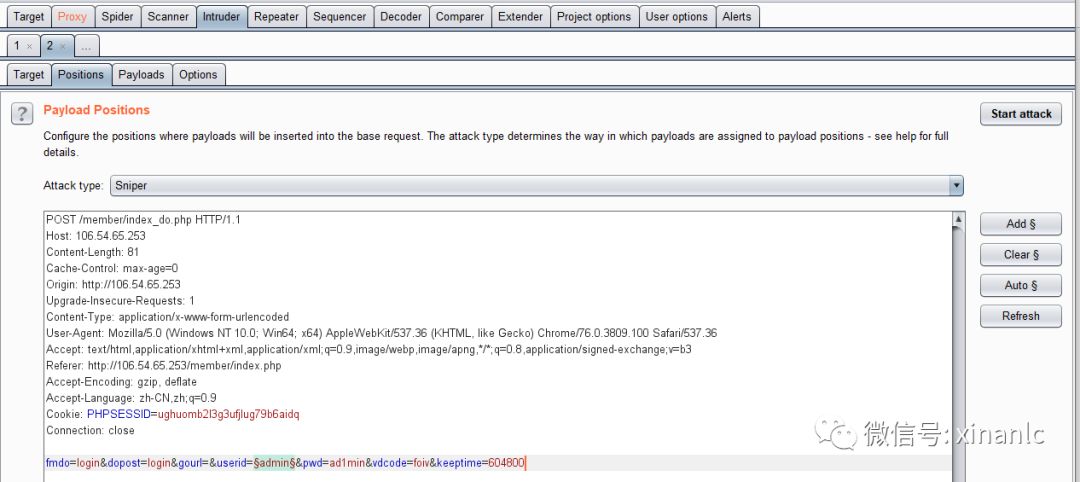 Target Proxy Spider Scanner Intruder Repeater Sequencer Decoder Comparer Extender Project options User options Alerts
1 × 2 × ...
Target Positions Payloads Options
? Payload Positions Start attack
Configure the positions where payloads will be inserted into the base request. The attack type determines the way in which payloads are assigned to payload positions - see help for full
details.
Attack type: Sniper
POST /member/index_do.php HTTP/1.1
Host: 106.54.65.253
Content-Length: 81
Cache-Control: max-age=0
Origin: http://106.54.65.253
Upgrade-Insecure-Requests: 1
Content-Type: application/x-www-form-urlencoded
User-Agent: Mozilla/5.0 (Windows NT 10.0; Win64; x64) AppleWebKit/537.36 (KHTML, like Gecko) Chrome/76.0.3809.100 Safari/537.36
Accept: text/html,application/xhtml+xml,application/xml;q=0.9,image/webp,image/apng,*/*;q=0.8,application/signed-exchange;v=b3
Referer: http://106.54.65.253/member/index.php
Accept-Encoding: gzip, deflate
Accept-Language: zh-CN,zh;q=0.9
Cookie: PHPSESSID=ughuomb2l3g3ufjlug79b6aidq
Connection: close
fmdo=login&dopost=login&gourl=&userid=§admin§&pwd=ad1min&vdcode=foiv&keeptime=604800
Add §
Clear §
Auto §
Refresh
微信号: xinanlc